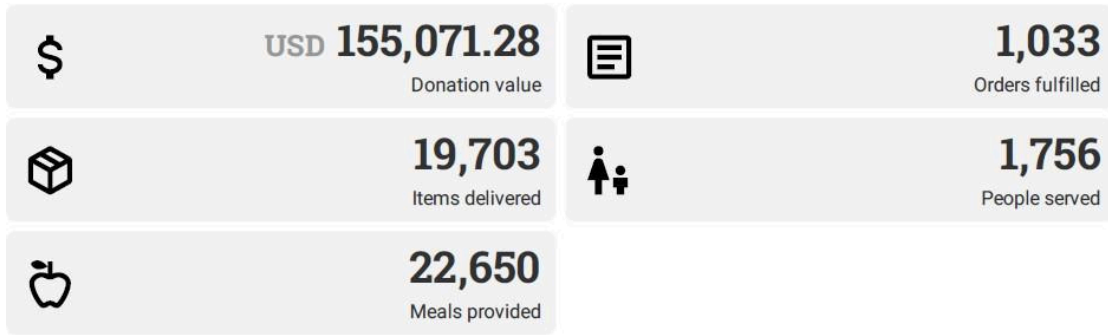 USD 155,071.28
Donation value
1,033
Orders fulfilled
19,703
Items delivered
1,756
People served
22,650
Meals provided